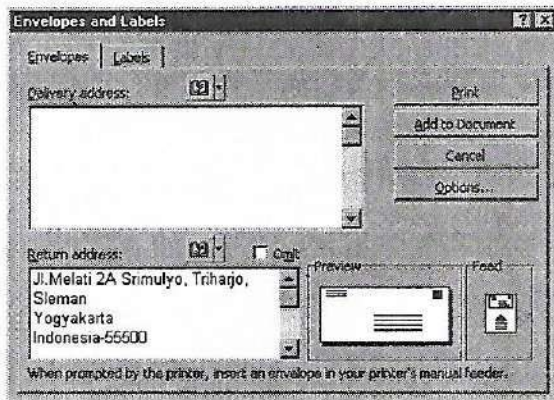 Envelopes and Labels
Envelopes
Labels
Delivery address:
Print
Add to Document
Cancel
Options...
Return address:
Omit
Jl.Melati 2A Srimulyo, Triharjo,
Sleman
Yogyakarta
Indonesia-55500
Preview
Feed
When prompted by the printer, insert an envelope in your printer's manual feeder.